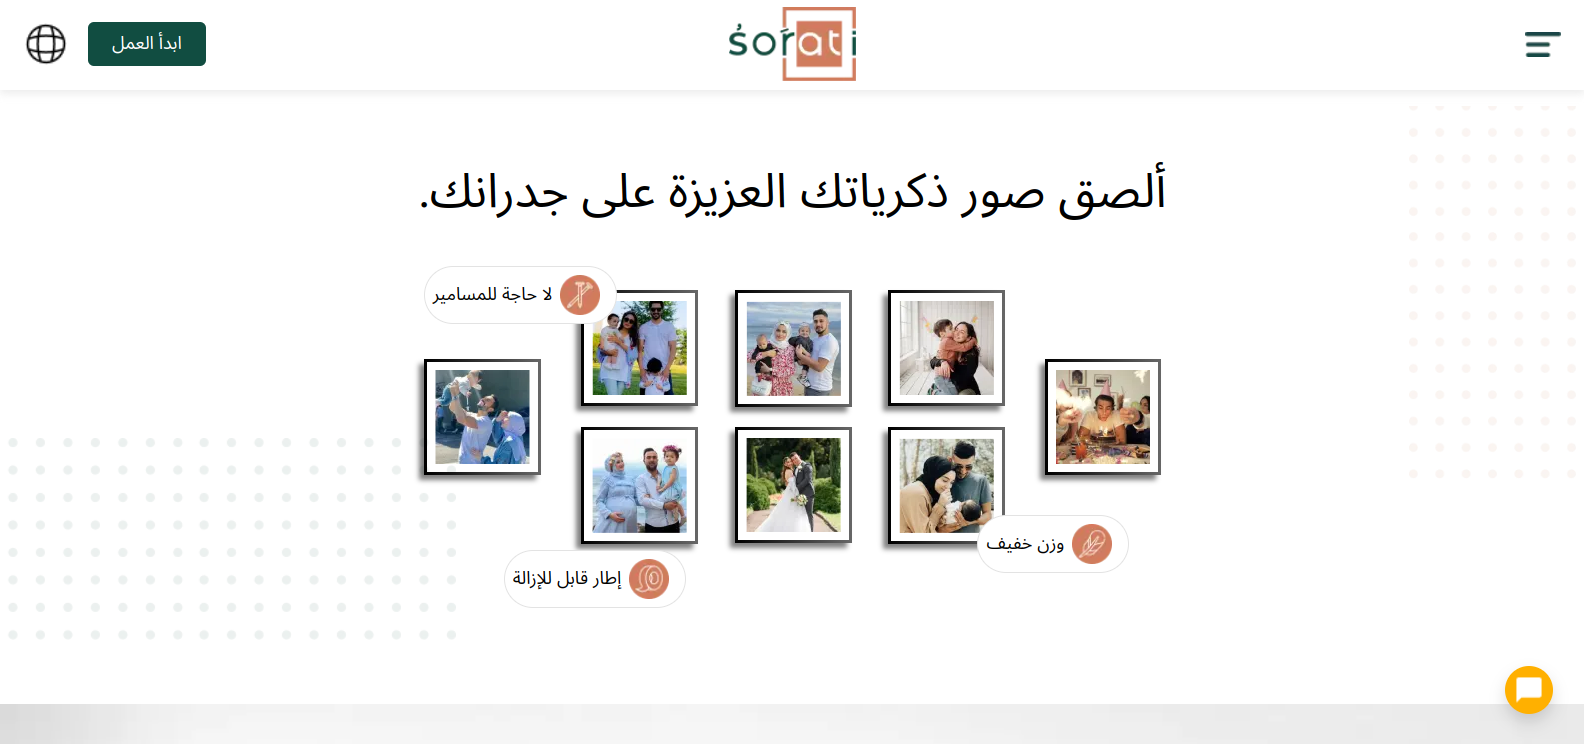 ابدأ العمل
sorati
ألصق صور ذكرياتك العزيزة على جدرانك.
لا حاجة للمسامير
وزن خفيف
إطار قابل للإزالة